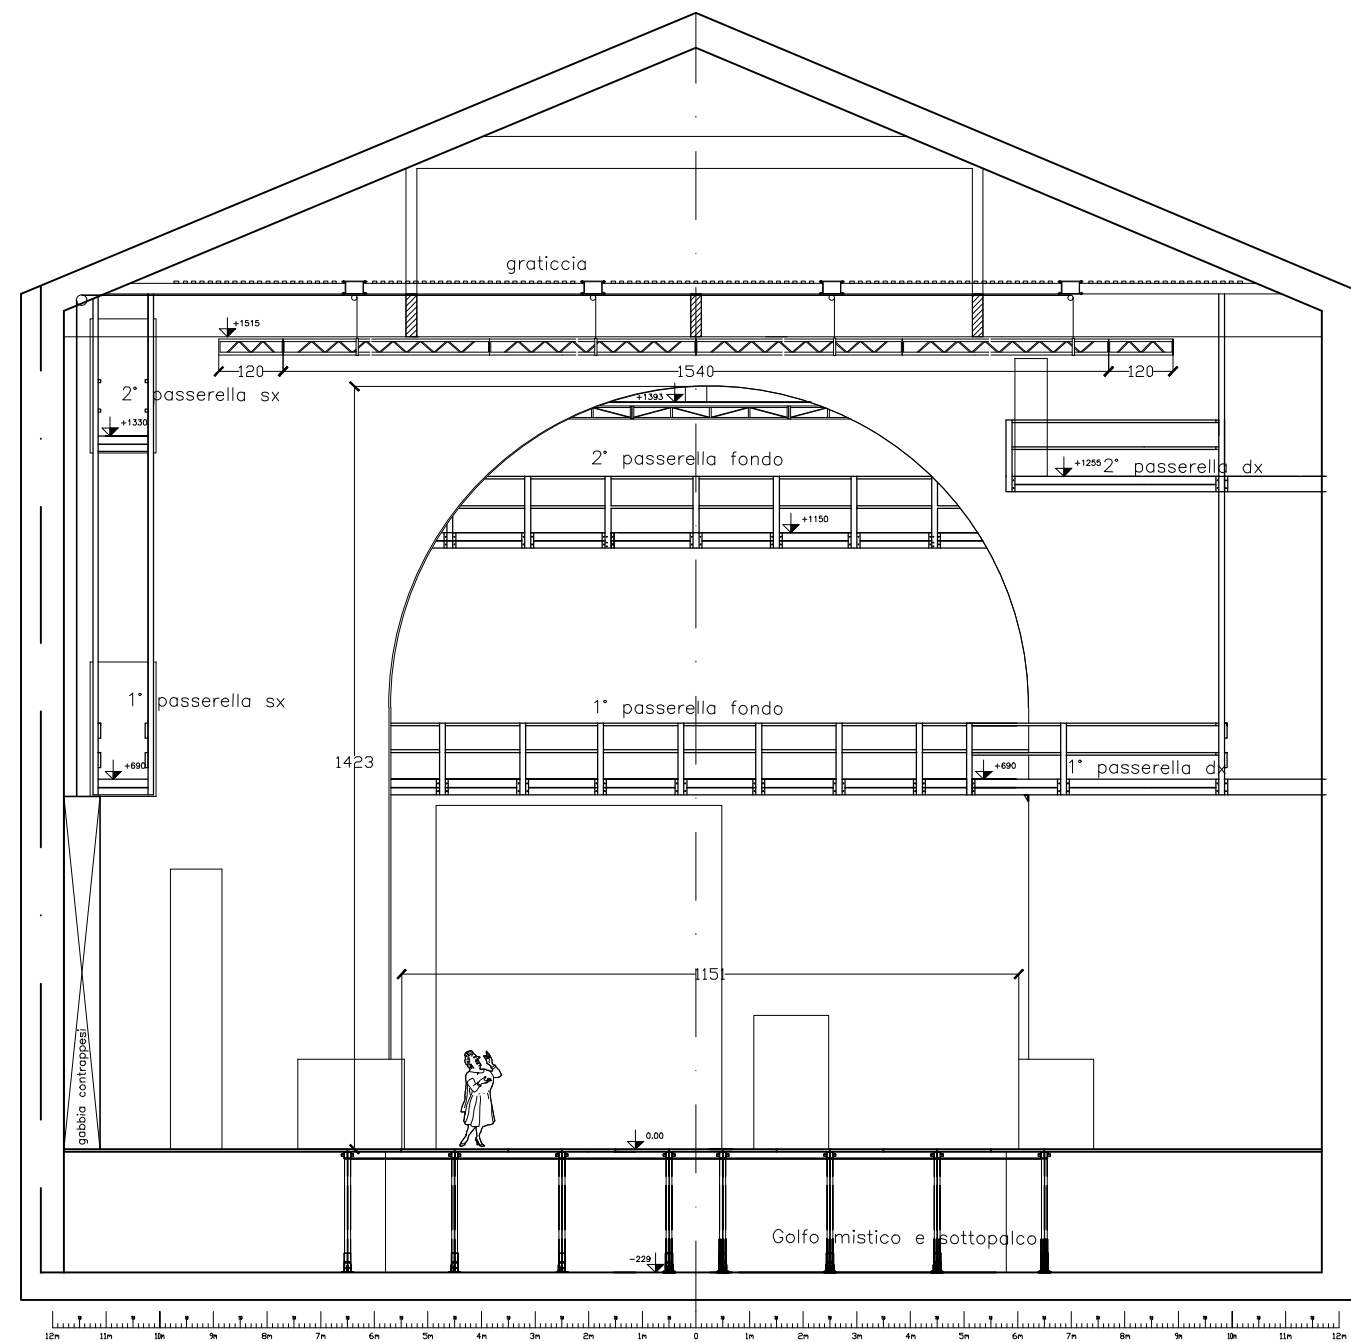 graticcia
+1515
120
1540
120
2° passerella sx
+1393
+1330
2° passerella fondo
+1255
2° passerella dx
+1150
1° passerella sx
1° passerella fondo
1423
+690
+690
1° passerella dx
1151
gabbia contrappesi
0.00
Golfo mistico e sottopalco
-229
12m 11m 10m 9m 8m 7m 6m 5m 4m 3m 2m 1m 0 1m 2m 3m 4m 5m 6m 7m 8m 9m 10m 11m 12m